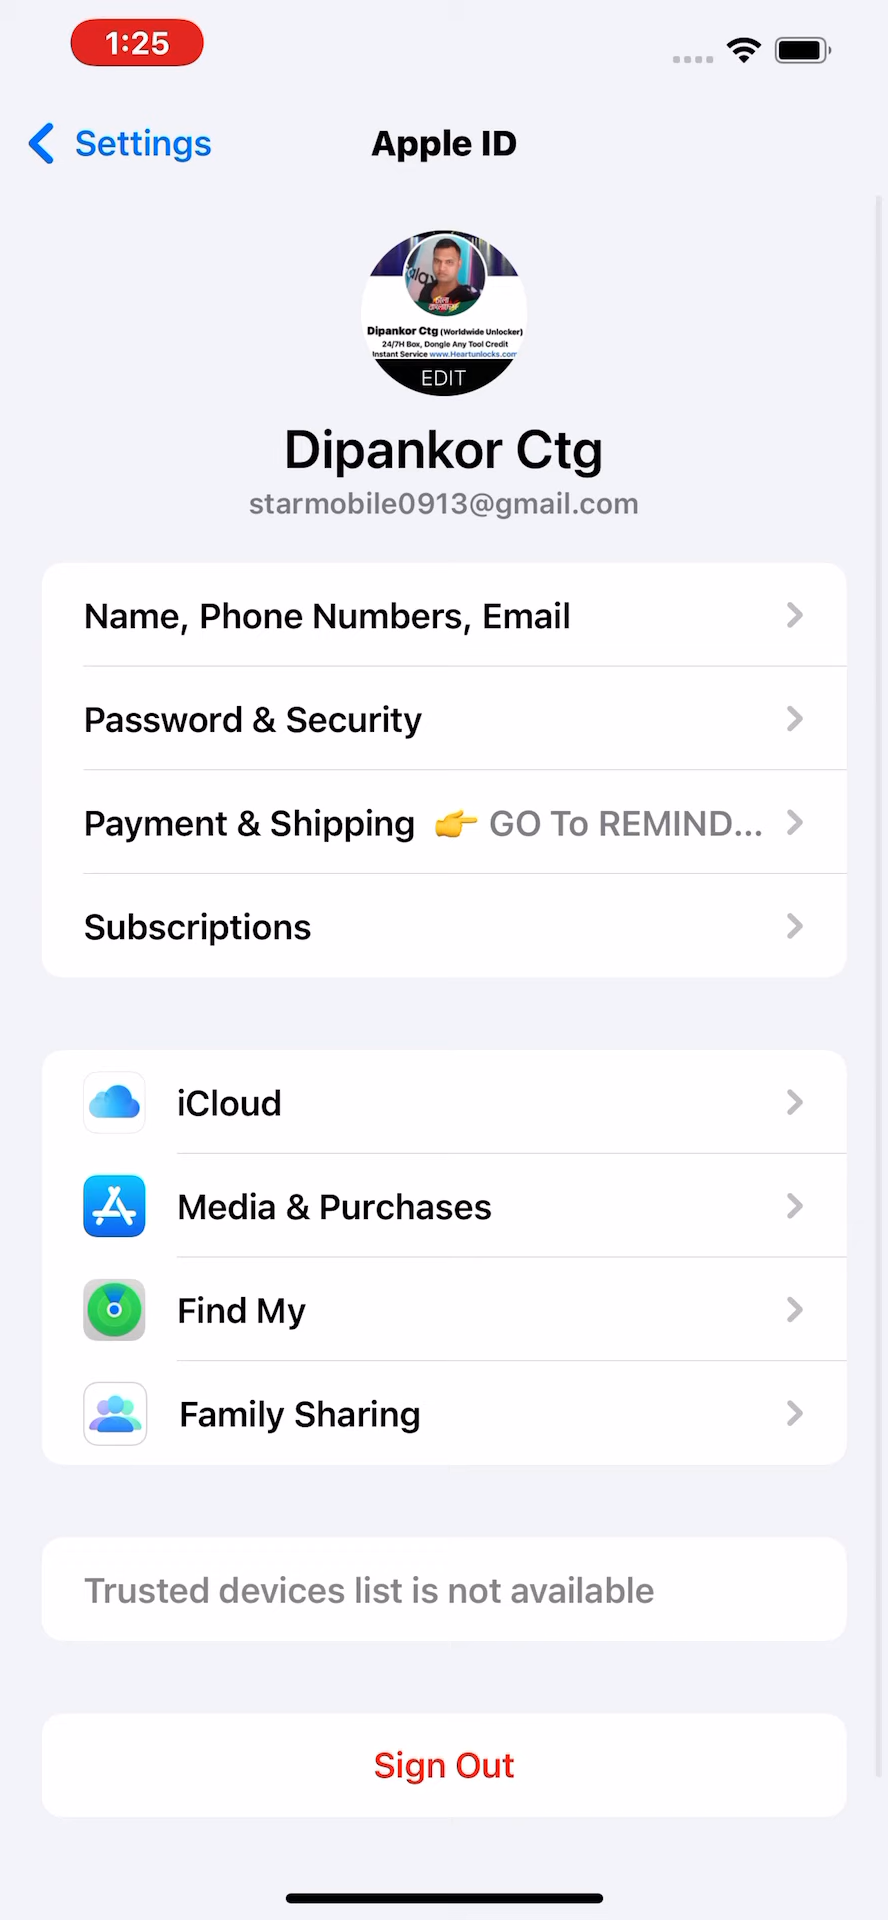 1:25
Settings
Apple ID
Dipankor Ctg (Worldwide Unlocker)
24/7H Box, Dongle Any Tool Credit
Instant Service www.Heartunlocks.com
EDIT
Dipankor Ctg
starmobile0913@gmail.com
Name, Phone Numbers, Email
Password & Security
Payment & Shipping 👉 GO To REMIND...
Subscriptions
iCloud
Media & Purchases
Find My
Family Sharing
Trusted devices list is not available
Sign Out